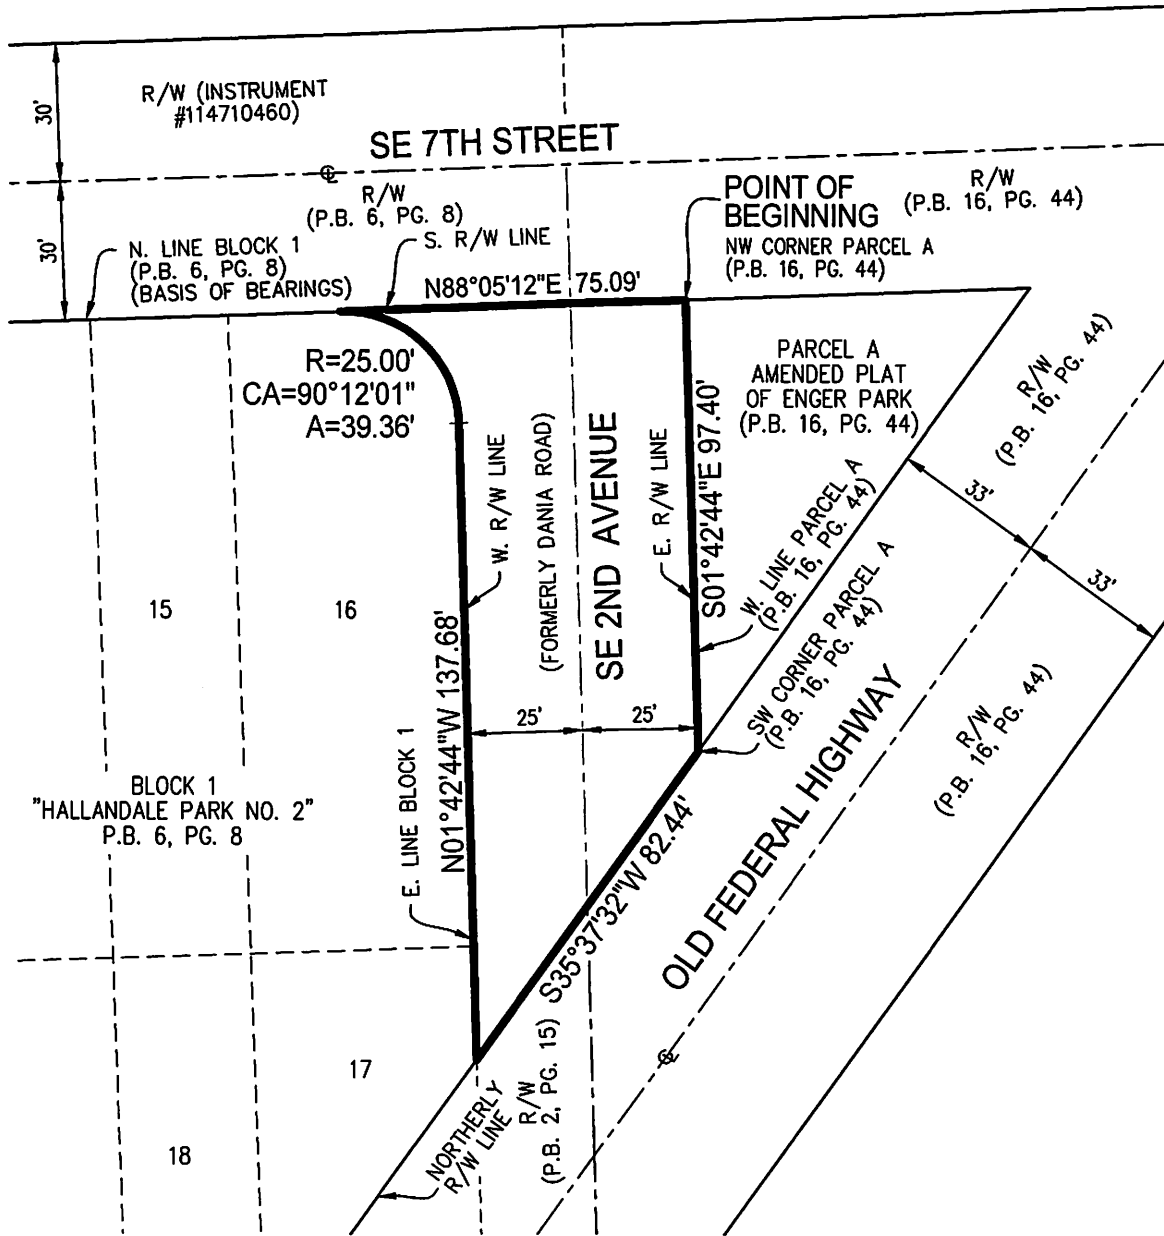 30'
R/W (INSTRUMENT
#114710460)
SE 7TH STREET
℄
R/W
(P.B. 6, PG. 8)
POINT OF
BEGINNING
NW CORNER PARCEL A
(P.B. 16, PG. 44)
R/W
(P.B. 16, PG. 44)
30'
N. LINE BLOCK 1
(P.B. 6, PG. 8)
(BASIS OF BEARINGS)
S. R/W LINE
N88°05'12"E 75.09'
R=25.00'
CA=90°12'01"
A=39.36'
PARCEL A
AMENDED PLAT
OF ENGER PARK
(P.B. 16, PG. 44)
R/W
(P.B. 16, PG. 44)
W. R/W LINE
(FORMERLY DANIA ROAD)
SE 2ND AVENUE
E. R/W LINE
S01°42'44"E 97.40'
W. LINE PARCEL A
(P.B. 16, PG. 44)
33'
33'
15
16
SW CORNER PARCEL A
(P.B. 16, PG. 44)
25'
25'
N01°42'44"W 137.68'
E. LINE BLOCK 1
BLOCK 1
"HALLANDALE PARK NO. 2"
P.B. 6, PG. 8
OLD FEDERAL HIGHWAY
R/W
(P.B. 16, PG. 44)
S35°37'32"W 82.44'
17
18
℄
NORTHERLY
R/W LINE
R/W
(P.B. 2, PG. 15)